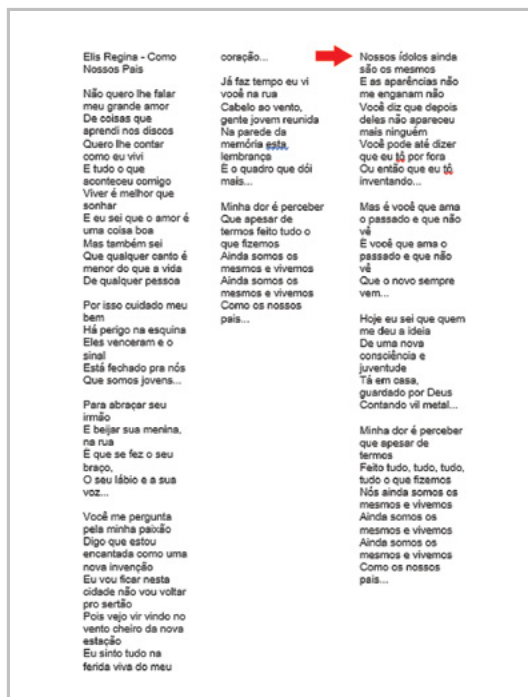 Elis Regina - Como
Nossos Pais
Não quero lhe falar
meu grande amor
De coisas que
aprendi nos discos
Quero lhe contar
como eu vivi
E tudo o que
aconteceu comigo
Viver é melhor que
sonhar
E eu sei que o amor é
uma coisa boa
Mas também sei
Que qualquer canto é
menor do que a vida
De qualquer pessoa
Por isso cuidado meu
bem
Há perigo na esquina
Eles venceram e o
sinal
Está fechado pra nós
Que somos jovens...
Para abraçar seu
irmão
E beijar sua menina,
na rua
É que se fez o seu
braço,
O seu lábio e a sua
voz...
Você me pergunta
pela minha paixão
Digo que estou
encantada como uma
nova invenção
Eu vou ficar nesta
cidade não vou voltar
pro sertão
Pois vejo vir vindo no
vento cheiro da nova
estação
Eu sinto tudo na
ferida viva do meu
coração...
Já faz tempo eu vi
você na rua
Cabelo ao vento,
gente jovem reunida
Na parede da
memória esta,
lembrança
É o quadro que dói
mais...
Minha dor é perceber
Que apesar de
termos feito tudo o
que fizemos
Ainda somos os
mesmos e vivemos
Ainda somos os
mesmos e vivemos
Como os nossos
pais...
Nossos ídolos ainda
são os mesmos
E as aparências não
me enganam não
Você diz que depois
deles não apareceu
mais ninguém
Você pode até dizer
que eu tô por fora
Ou então que eu tô
inventando...
Mas é você que ama
o passado e que não
vê
É você que ama o
passado e que não
vê
Que o novo sempre
vem...
Hoje eu sei que quem
me deu a ideia
De uma nova
consciência e
juventude
Tá em casa,
guardado por Deus
Contando vil metal...
Minha dor é perceber
que apesar de
termos
Feito tudo, tudo, tudo,
tudo o que fizemos
Nós ainda somos os
mesmos e vivemos
Ainda somos os
mesmos e vivemos
Ainda somos os
mesmos e vivemos
Como os nossos
pais...